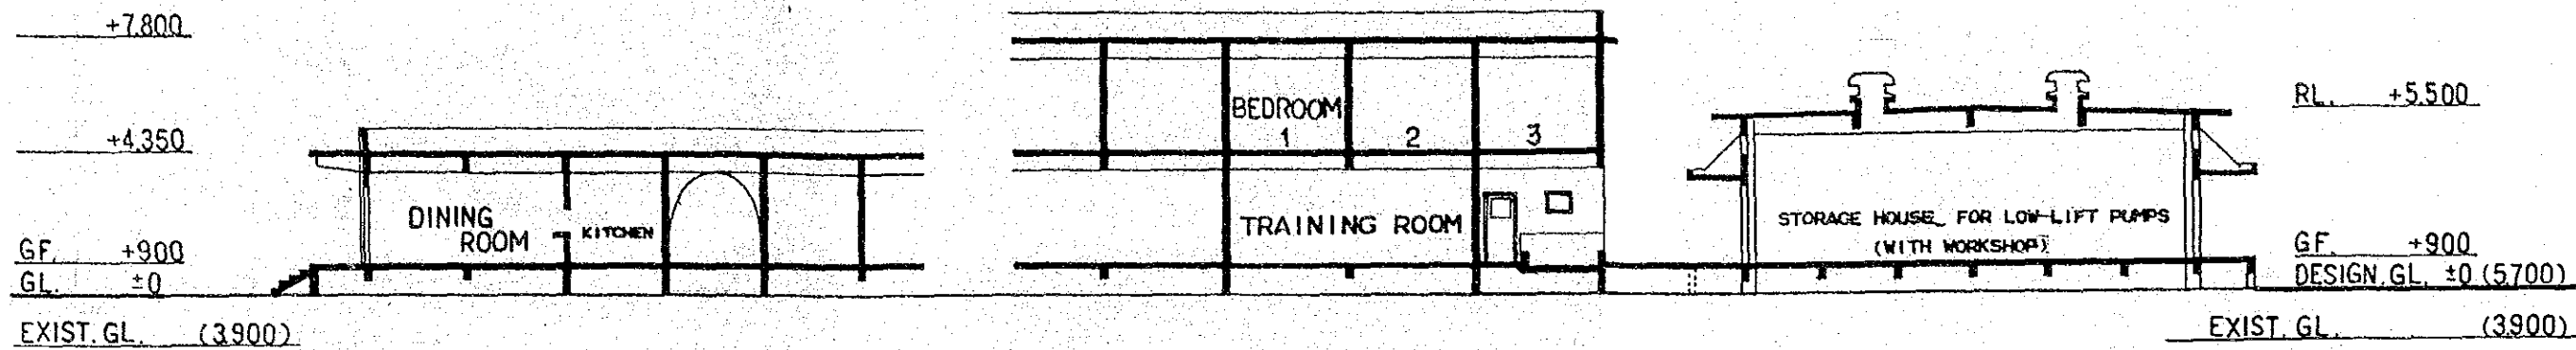 +7.800
+4.350
GF. +900
GL. ±0
EXIST. GL. (3.900)
DINING
ROOM
KITCHEN
BEDROOM
1 2 3
TRAINING ROOM
STORAGE HOUSE FOR LOW-LIFT PUMPS
(WITH WORKSHOP)
RL. +5.500
GF. +900
DESIGN. GL. ±0 (5.700)
EXIST. GL. (3.900)